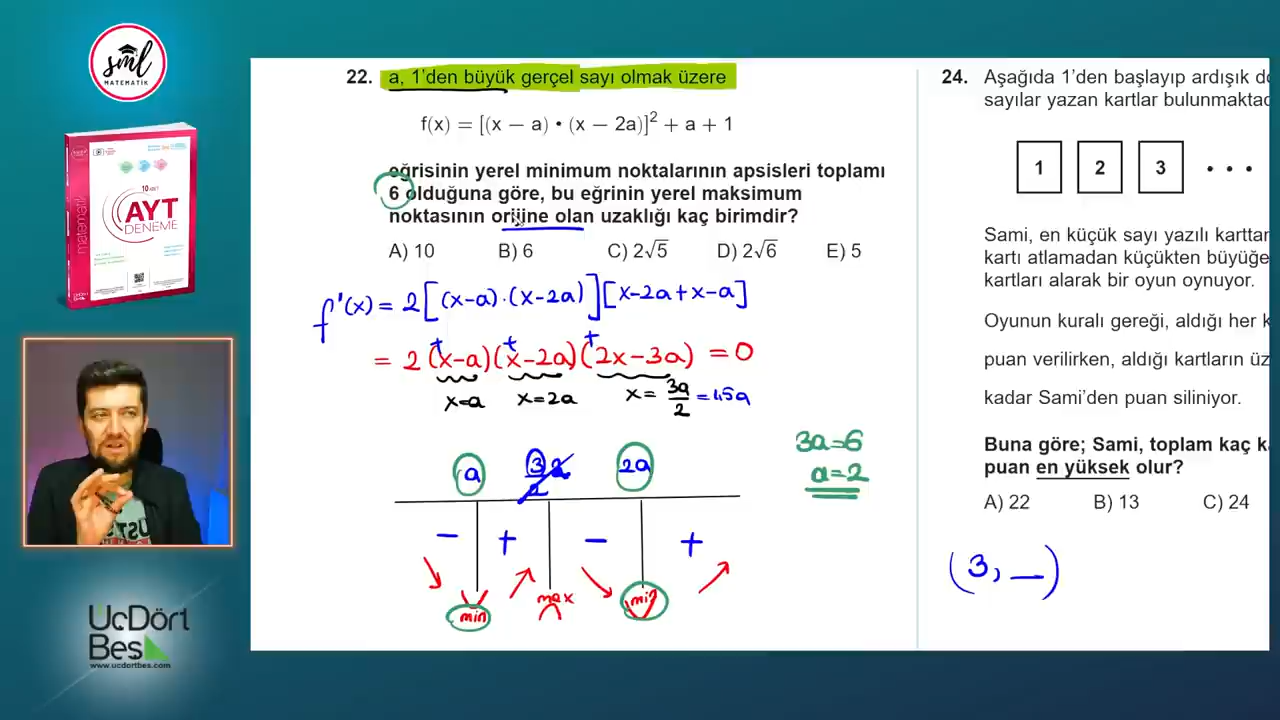 sml
MATEMATİK
matematik
10 ADET
AYT
DENEME
UcDört
Bes
www.ucdortbes.com
22. a, 1'den büyük gerçel sayı olmak üzere
f(x) = [(x − a) • (x − 2a)]² + a + 1
eğrisinin yerel minimum noktalarının apsisleri toplamı
6 olduğuna göre, bu eğrinin yerel maksimum
noktasının orijine olan uzaklığı kaç birimdir?
A) 10 B) 6 C) 2√5 D) 2√6 E) 5
f'(x) = 2[(x-a).(x-2a)][x-2a+x-a]
+ + +
= 2(x-a)(x-2a)(2x-3a) = 0
x=a x=2a x= 3a/2 =1,5a
3a=6
a=2
a 3a/2 2a
− + − +
min max min
24. Aşağıda 1'den başlayıp ardışık do
sayılar yazan kartlar bulunmaktad
1 2 3 • • •
Sami, en küçük sayı yazılı karttan
kartı atlamadan küçükten büyüğe
kartları alarak bir oyun oynuyor.
Oyunun kuralı gereği, aldığı her k
puan verilirken, aldığı kartların üz
kadar Sami'den puan siliniyor.
Buna göre; Sami, toplam kaç ka
puan en yüksek olur?
A) 22 B) 13 C) 24
(3, _)